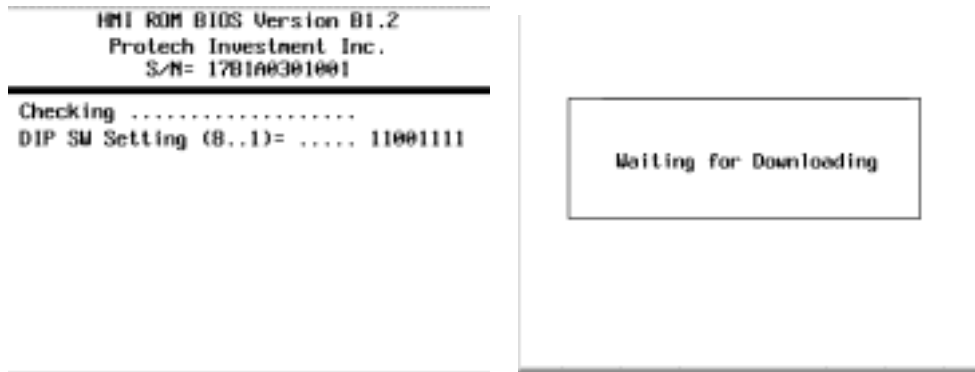 HMI ROM BIOS Version B1.2
Protech Investment Inc.
S/N= 17B1A0301001
Checking ...................
DIP SW Setting (8..1)= ..... 11001111
Waiting for Downloading